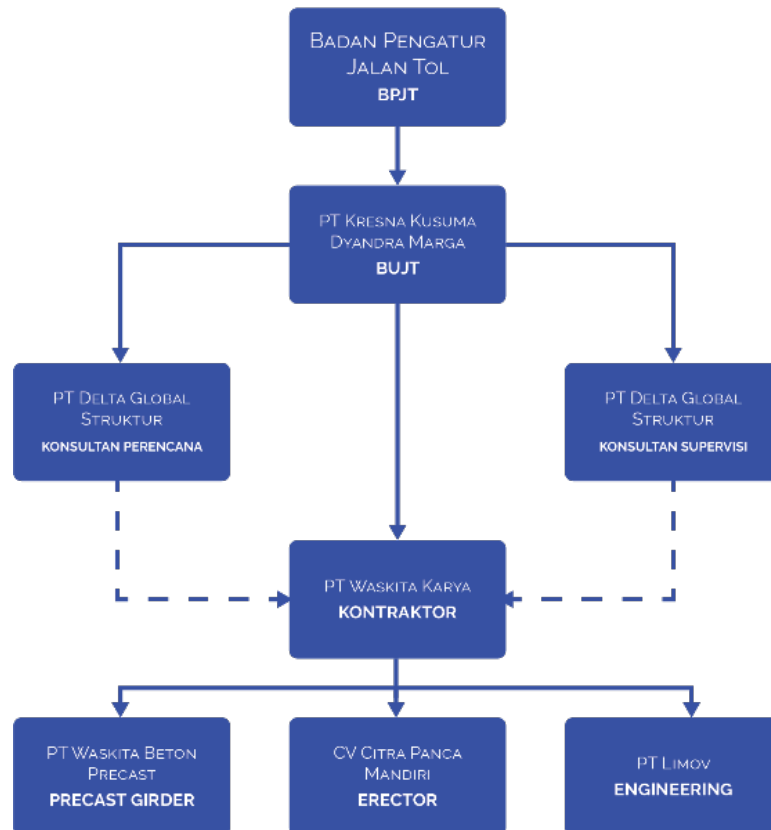 BADAN PENGATUR
JALAN TOL
BPJT
PT KRESNA KUSUMA
DYANDRA MARGA
BUJT
PT DELTA GLOBAL
STRUKTUR
KONSULTAN PERENCANA
PT DELTA GLOBAL
STRUKTUR
KONSULTAN SUPERVISI
PT WASKITA KARYA
KONTRAKTOR
PT WASKITA BETON
PRECAST
PRECAST GIRDER
CV CITRA PANCA
MANDIRI
ERECTOR
PT LIMOV
ENGINEERING